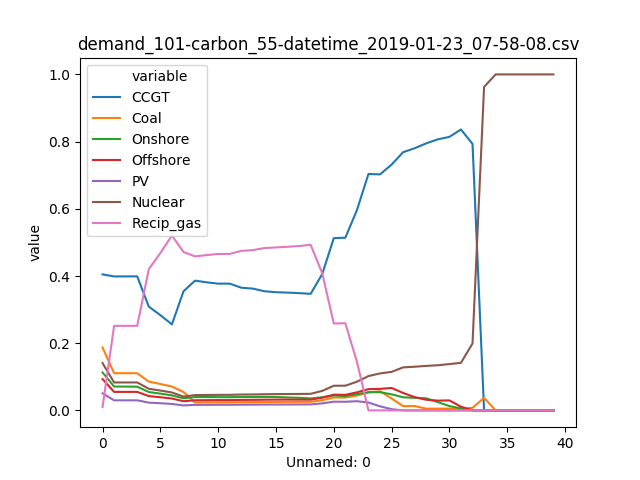 demand_101-carbon_55-datetime_2019-01-23_07-58-08.csv
1.0
0.8
0.6
0.4
0.2
0.0
value
variable
CCGT
Coal
Onshore
Offshore
PV
Nuclear
Recip_gas
0 5 10 15 20 25 30 35 40
Unnamed: 0